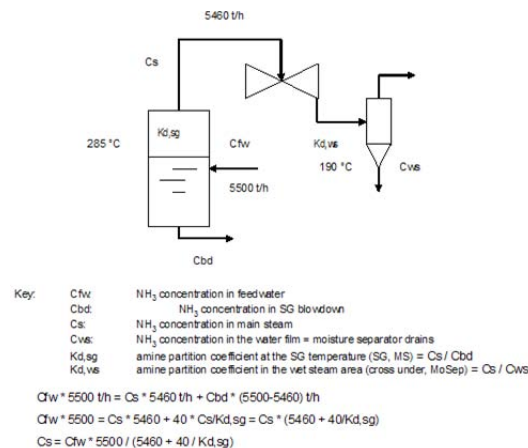 5460 t/h
Cs
Kd,sg
285 °C
Cfw
Kd,ws
190 °C
Cws
5500 t/h
Cbd
Key: Cfw: NH3 concentration in feedwater
Cbd: NH3 concentration in SG blowdown
Cs: NH3 concentration in main steam
Cws: NH3 concentration in the water film = moisture separator drains
Kd,sg amine partition coefficient at the SG temperature (SG, MS) = Cs / Cbd
Kd,ws amine partition coefficient in the wet steam area (cross under, MoSep) = Cs / Cws
Cfw * 5500 t/h = Cs * 5460 t/h + Cbd * (5500-5460) t/h
Cfw * 5500 = Cs * 5460 + 40 * Cs/Kd,sg = Cs * (5460 + 40/Kd,sg)
Cs = Cfw * 5500 / (5460 + 40 / Kd,sg)